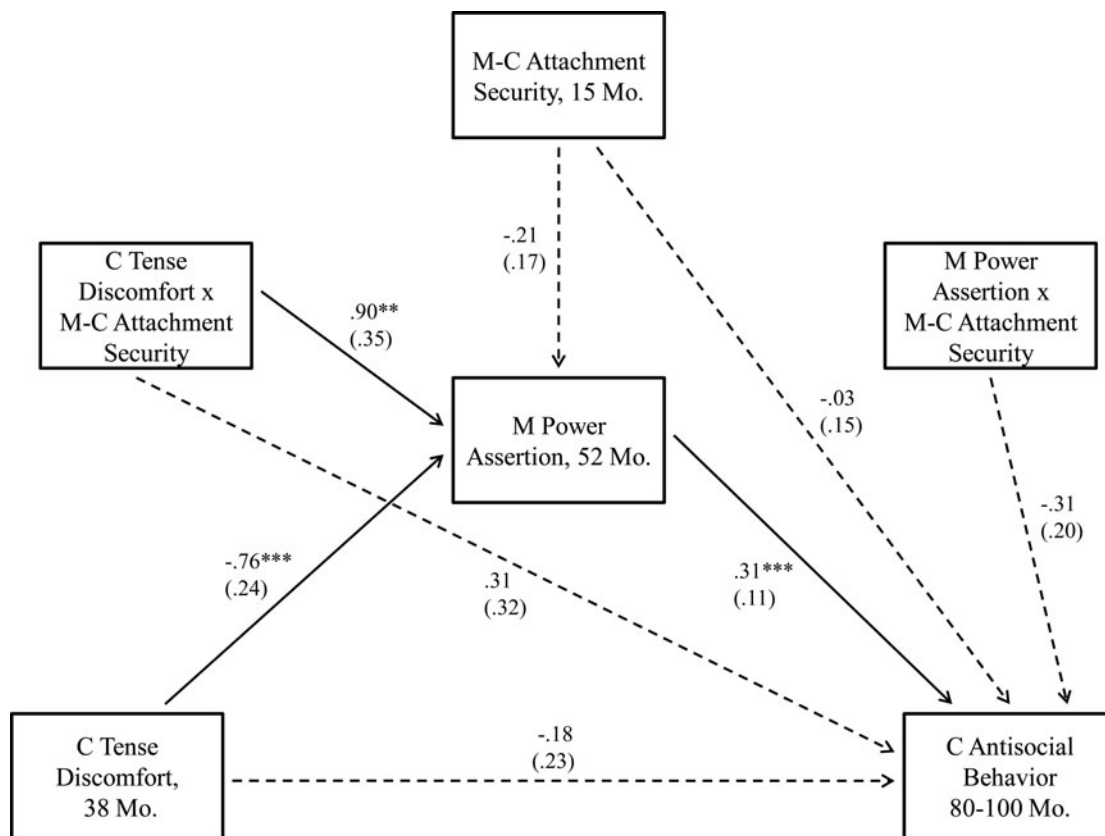 M-C Attachment
Security, 15 Mo.
-.21
(.17)
C Tense
Discomfort x
M-C Attachment
Security
M Power
Assertion x
M-C Attachment
Security
.90**
(.35)
M Power
Assertion, 52 Mo.
-.03
(.15)
-.31
(.20)
-.76***
(.24)
.31
(.32)
.31***
(.11)
C Tense
Discomfort,
38 Mo.
-.18
(.23)
C Antisocial
Behavior
80-100 Mo.